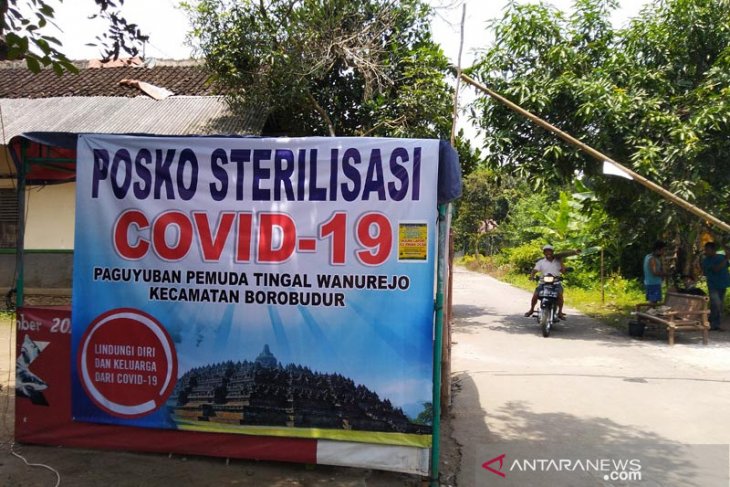 POSKO STERILISASI
COVID-19
PAGUYUBAN PEMUDA TINGAL WANUREJO
KECAMATAN BOROBUDUR
LINDUNGI DIRI
DAN KELUARGA
DARI COVID-19
ANTARANEWS
.com